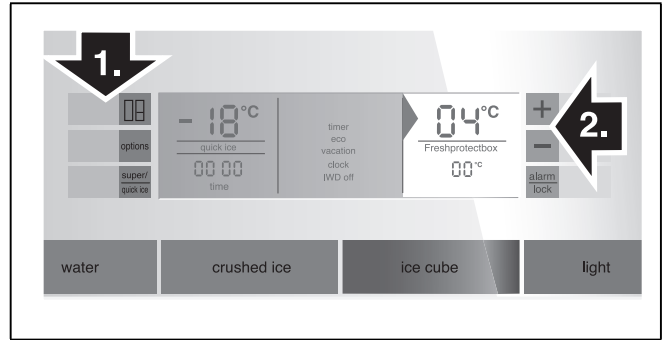 1.
options
super/
quick ice
- 18°C
quick ice
00 00
time
timer
eco
vacation
clock
IWD off
04°C
Freshprotectbox
00°C
+
-
alarm
lock
2.
water crushed ice ice cube light